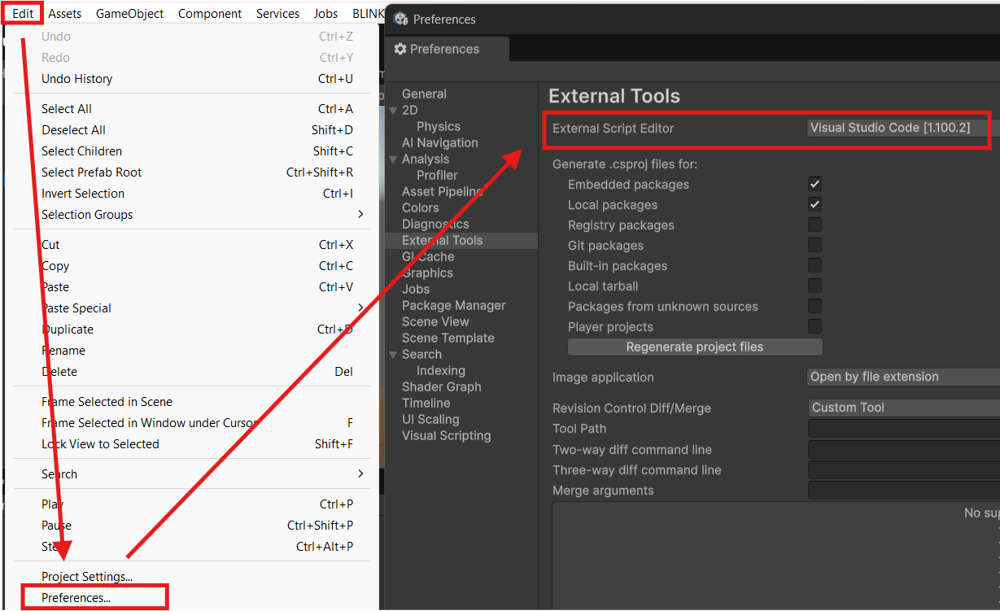 Edit Assets GameObject Component Services Jobs BLINK
Undo Ctrl+Z
Redo Ctrl+Y
Undo History Ctrl+U
Select All Ctrl+A
Deselect All Shift+D
Select Children Shift+C
Select Prefab Root Ctrl+Shift+R
Invert Selection Ctrl+I
Selection Groups
Cut Ctrl+X
Copy Ctrl+C
Paste Ctrl+V
Paste Special
Duplicate Ctrl+D
Rename
Delete Del
Frame Selected in Scene
Frame Selected in Window under Cursor F
Lock View to Selected Shift+F
Search
Play Ctrl+P
Pause Ctrl+Shift+P
Step Ctrl+Alt+P
Project Settings...
Preferences...
Preferences
Preferences
General
2D
Physics
AI Navigation
Analysis
Profiler
Asset Pipeline
Colors
Diagnostics
External Tools
GI Cache
Graphics
Jobs
Package Manager
Scene View
Scene Template
Search
Indexing
Shader Graph
Timeline
UI Scaling
Visual Scripting
External Tools
External Script Editor Visual Studio Code [1.100.2]
Generate .csproj files for:
Embedded packages
Local packages
Registry packages
Git packages
Built-in packages
Local tarball
Packages from unknown sources
Player projects
Regenerate project files
Image application Open by file extension
Revision Control Diff/Merge Custom Tool
Tool Path
Two-way diff command line
Three-way diff command line
Merge arguments
No sup